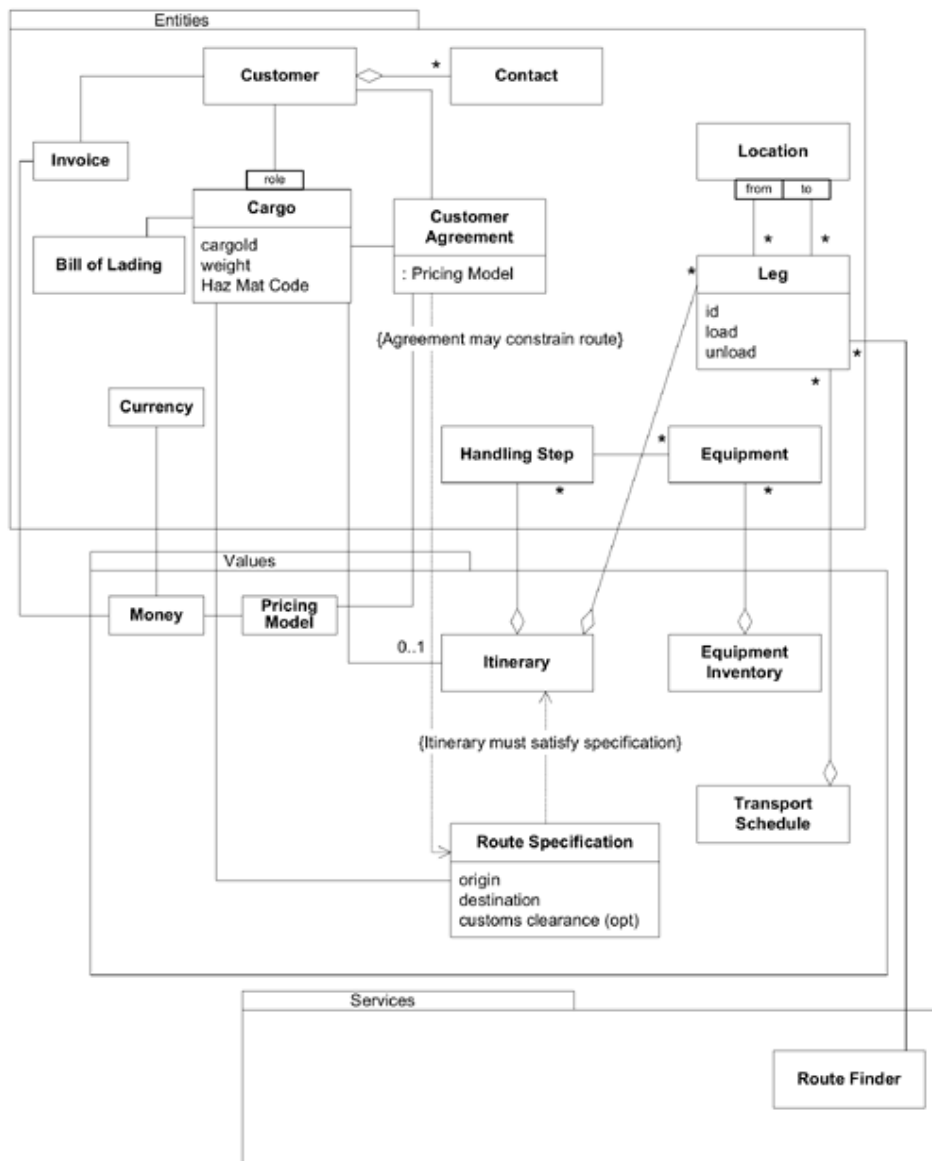 Entities
Customer
*
Contact
Invoice
Location
role
from
to
Cargo
Customer
Agreement
cargoId
weight
Haz Mat Code
: Pricing Model
Bill of Lading
*
*
*
Leg
id
load
unload
{Agreement may constrain route}
*
*
Currency
Handling Step
*
Equipment
*
*
Values
Money
Pricing
Model
0..1
Itinerary
Equipment
Inventory
{Itinerary must satisfy specification}
Transport
Schedule
Route Specification
origin
destination
customs clearance (opt)
Services
Route Finder